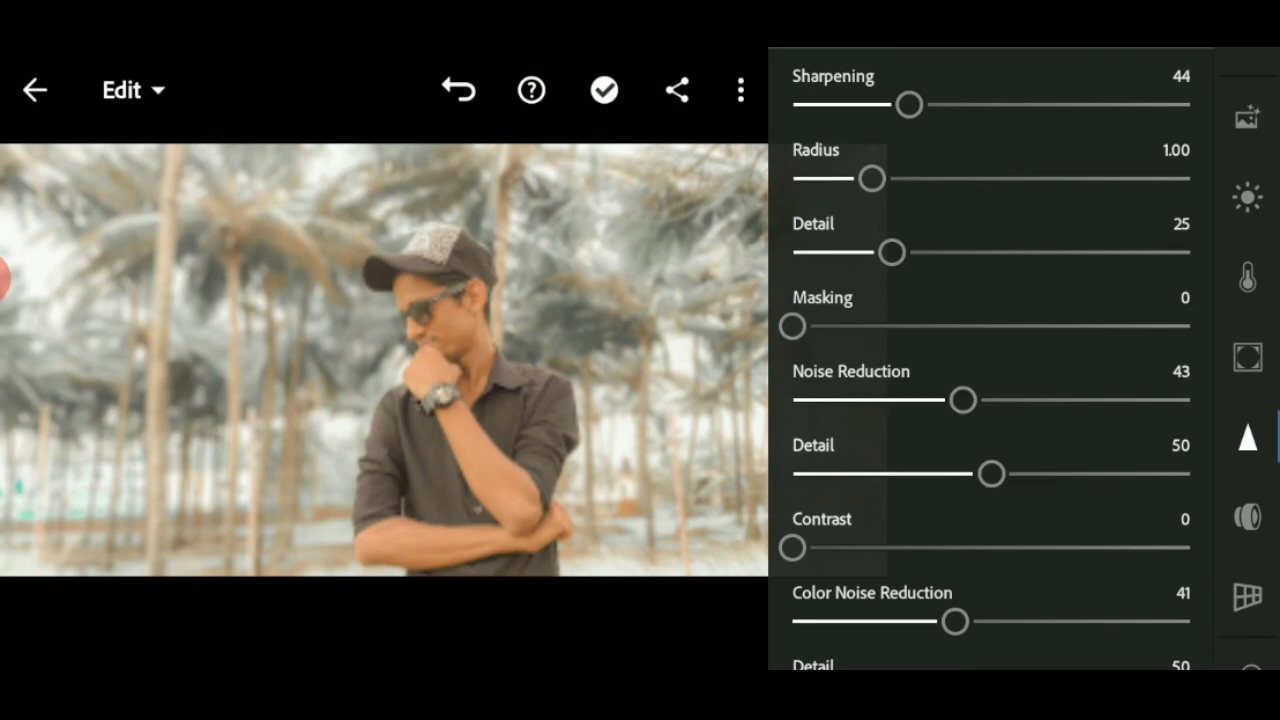 Edit
Sharpening 44
Radius 1.00
Detail 25
Masking 0
Noise Reduction 43
Detail 50
Contrast 0
Color Noise Reduction 41
Detail 50